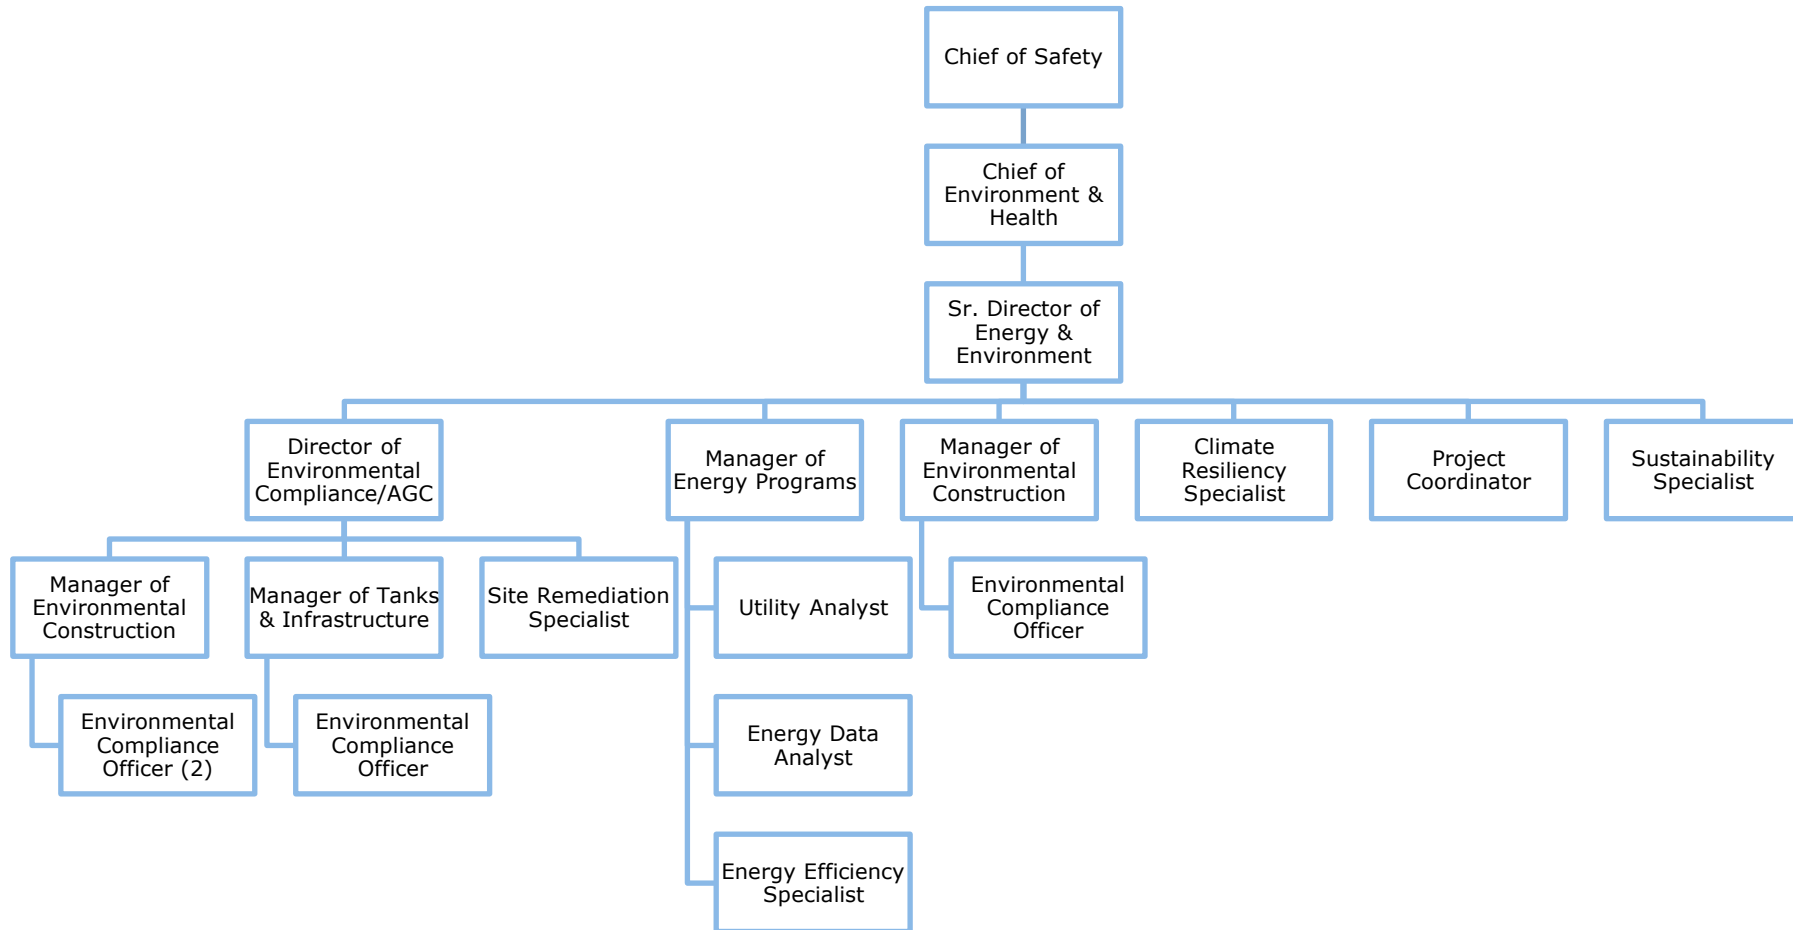 Chief of Safety
Chief of
Environment &
Health
Sr. Director of
Energy &
Environment
Director of
Environmental
Compliance/AGC
Manager of
Energy Programs
Manager of
Environmental
Construction
Climate
Resiliency
Specialist
Project
Coordinator
Sustainability
Specialist
Manager of
Environmental
Construction
Manager of Tanks
& Infrastructure
Site Remediation
Specialist
Utility Analyst
Environmental
Compliance
Officer
Environmental
Compliance
Officer (2)
Environmental
Compliance
Officer
Energy Data
Analyst
Energy Efficiency
Specialist